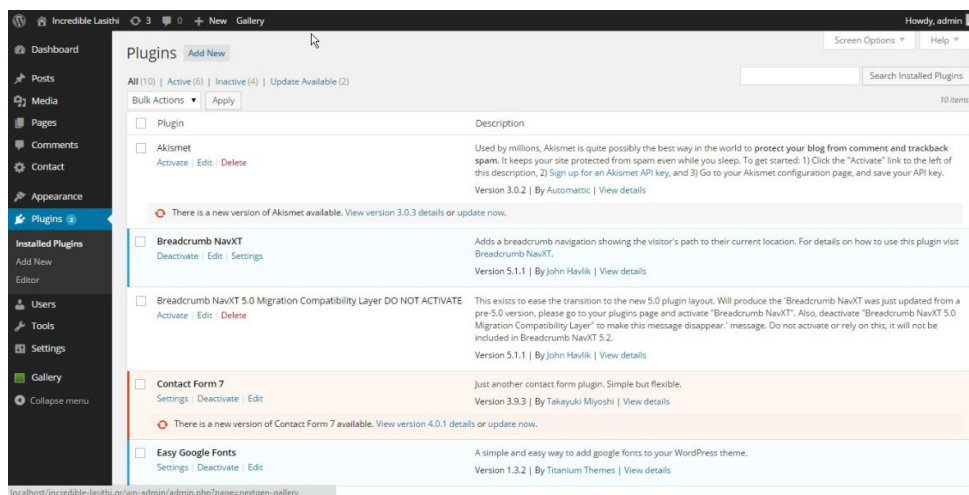 Incredible Lasithi 3 0 + New Gallery Howdy, admin
Screen Options ▼ Help ▼
Dashboard
Posts
Media
Pages
Comments
Contact
Appearance
Plugins 2
Installed Plugins
Add New
Editor
Users
Tools
Settings
Gallery
Collapse menu
Plugins Add New
All (10) | Active (6) | Inactive (4) | Update Available (2)
Search Installed Plugins
Bulk Actions ▼ Apply
10 items
Plugin Description
Akismet
Activate | Edit | Delete
Used by millions, Akismet is quite possibly the best way in the world to protect your blog from comment and trackback
spam. It keeps your site protected from spam even while you sleep. To get started: 1) Click the "Activate" link to the left of
this description, 2) Sign up for an Akismet API key, and 3) Go to your Akismet configuration page, and save your API key.
Version 3.0.2 | By Automattic | View details
There is a new version of Akismet available. View version 3.0.3 details or update now.
Breadcrumb NavXT
Deactivate | Edit | Settings
Adds a breadcrumb navigation showing the visitor's path to their current location. For details on how to use this plugin visit
Breadcrumb NavXT.
Version 5.1.1 | By John Havlik | View details
Breadcrumb NavXT 5.0 Migration Compatibility Layer DO NOT ACTIVATE
Activate | Edit | Delete
This exists to ease the transition to the new 5.0 plugin layout. Will produce the 'Breadcrumb NavXT was just updated from a
pre-5.0 version, please go to your plugins page and activate "Breadcrumb NavXT". Also, deactivate "Breadcrumb NavXT 5.0
Migration Compatibility Layer" to make this message disappear.' message. Do not activate or rely on this, it will not be
included in Breadcrumb NavXT 5.2.
Version 5.1.1 | By John Havlik | View details
Contact Form 7
Settings | Deactivate | Edit
Just another contact form plugin. Simple but flexible.
Version 3.9.3 | By Takayuki Miyoshi | View details
There is a new version of Contact Form 7 available. View version 4.0.1 details or update now.
Easy Google Fonts
Settings | Deactivate | Edit
A simple and easy way to add google fonts to your WordPress theme.
Version 1.3.2 | By Titanium Themes | View details
localhost/incredible-lasithi.gr/wp-admin/admin.php?page=nextgen-gallery